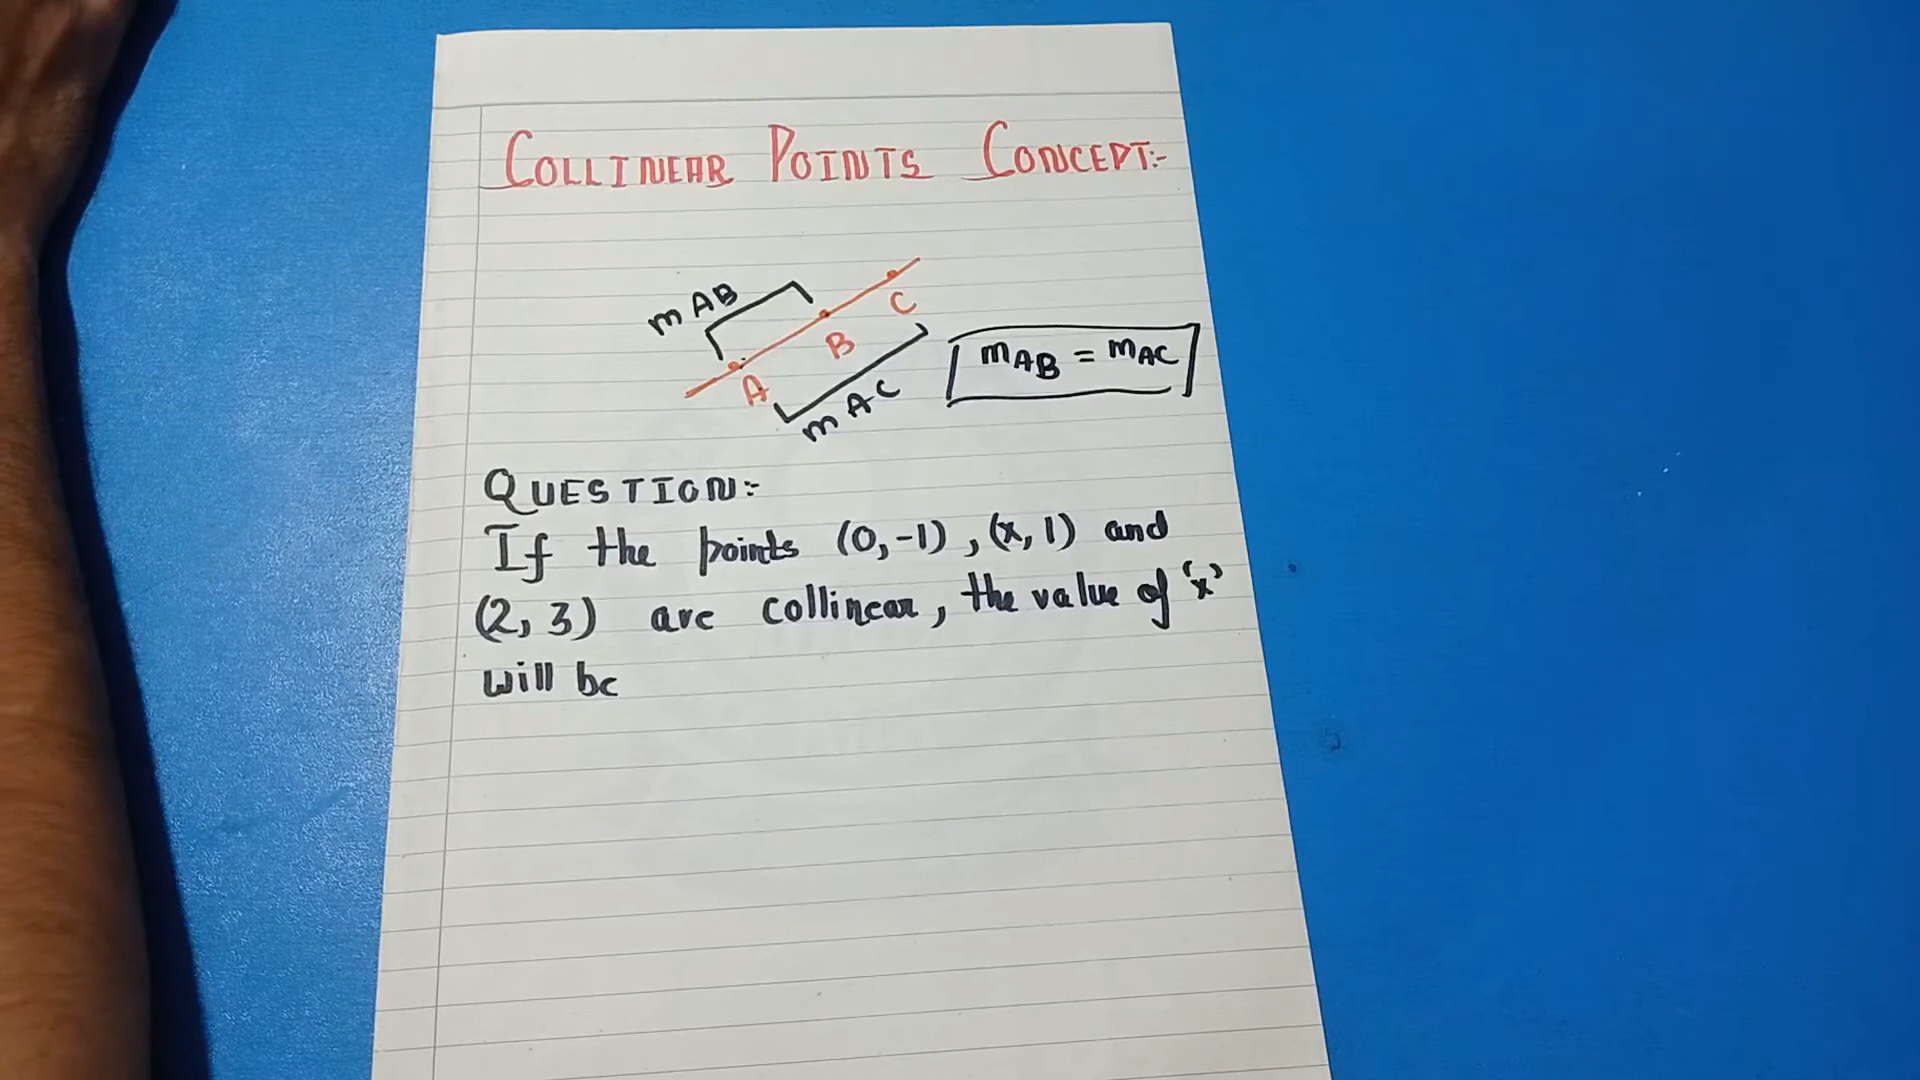 COLLINEAR POINTS CONCEPT:-
mAB
C
B
A
mAC
mAB = mAC
QUESTION:-
If the points (0,-1), (x, 1) and
(2, 3) are collinear, the value of 'x'
will be